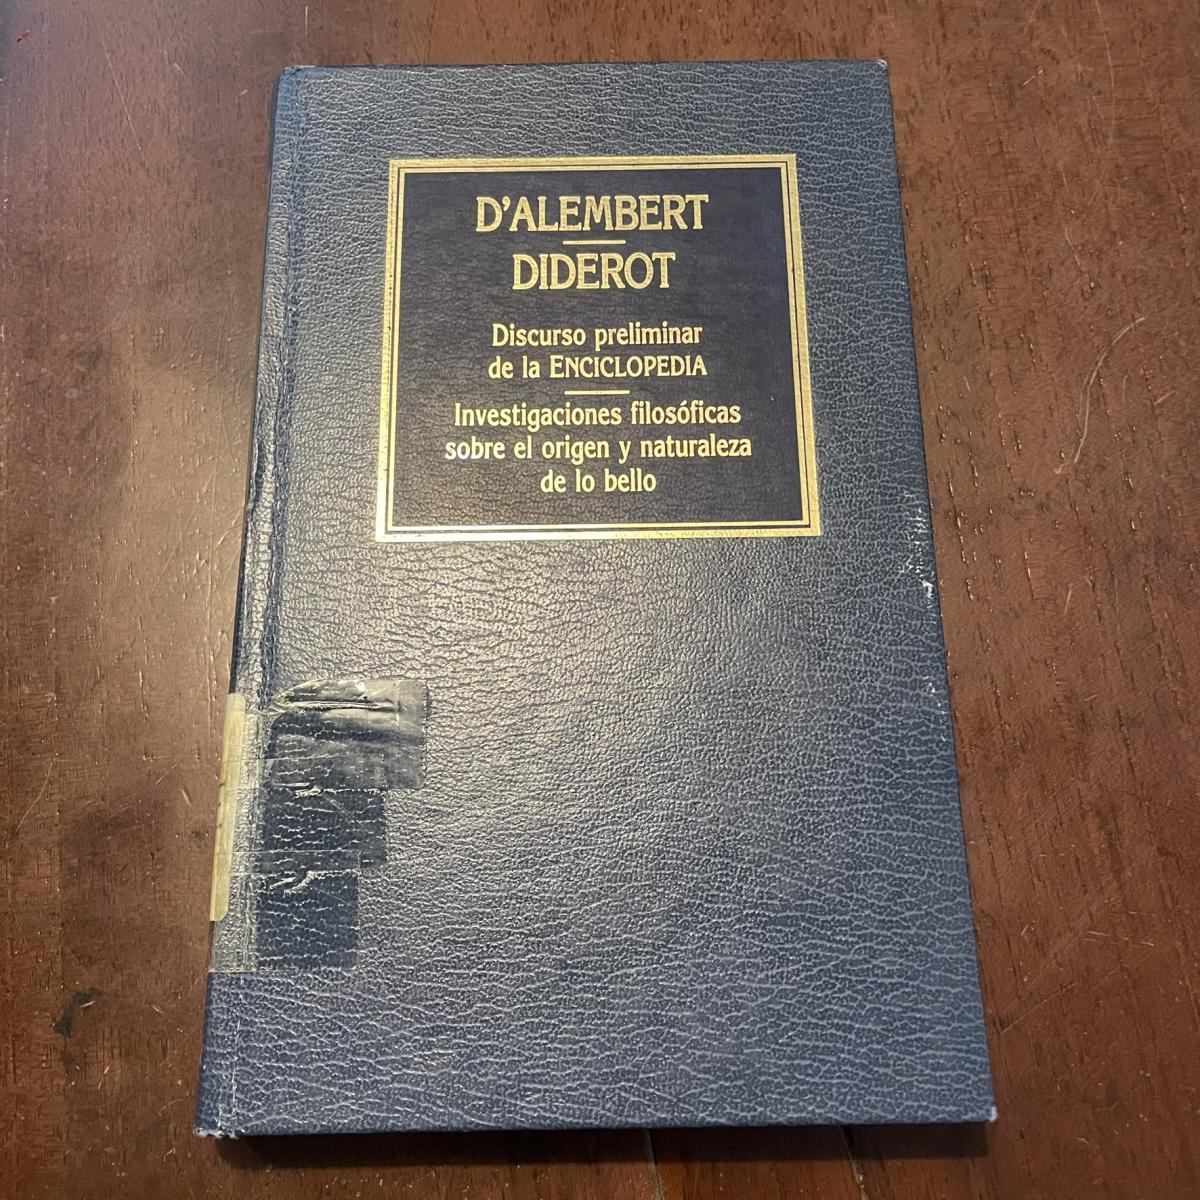 D'ALEMBERT
DIDEROT
Discurso preliminar
de la ENCICLOPEDIA
Investigaciones filosóficas
sobre el origen y naturaleza
de lo bello